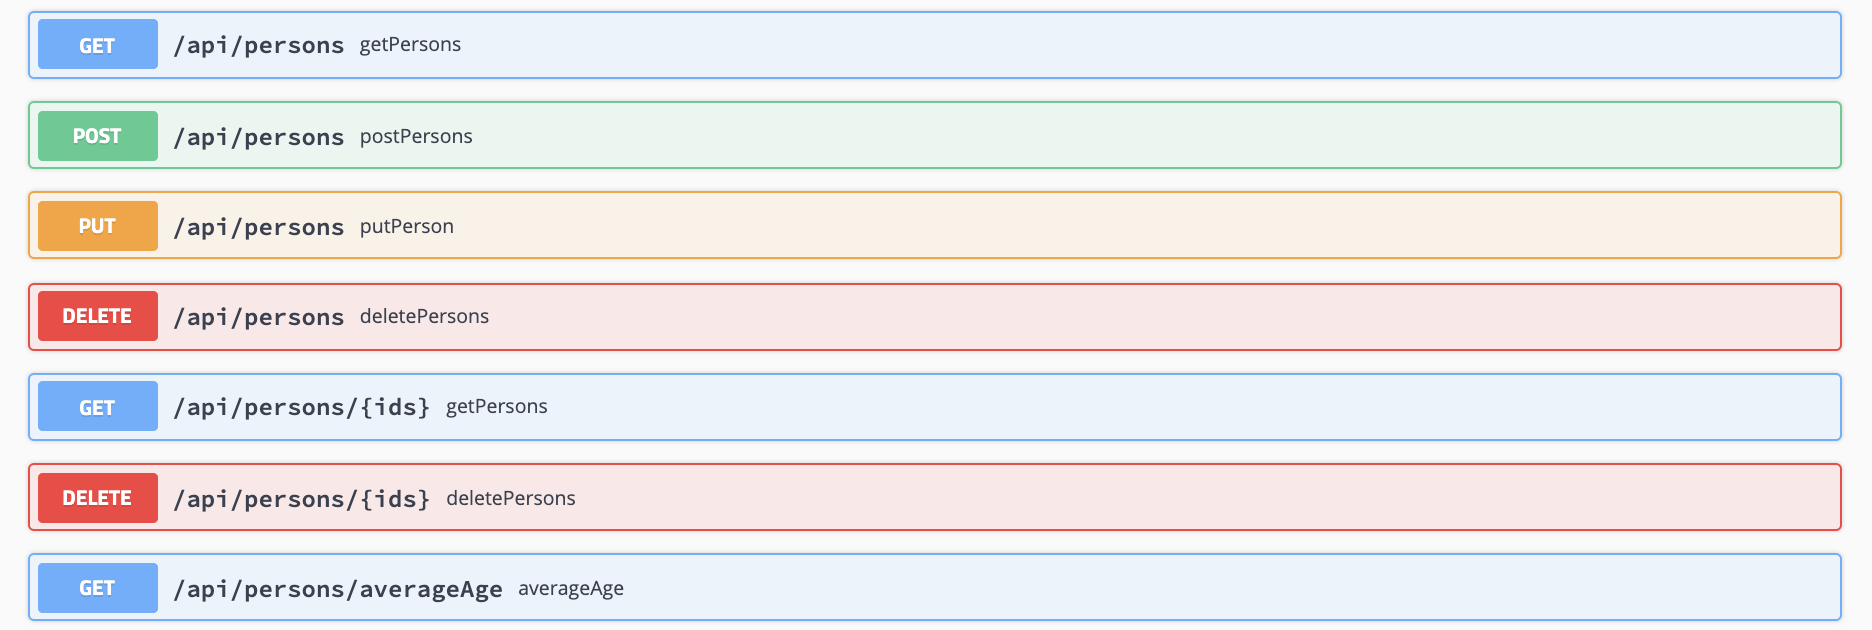 GET /api/persons getPersons
POST /api/persons postPersons
PUT /api/persons putPerson
DELETE /api/persons deletePersons
GET /api/persons/{ids} getPersons
DELETE /api/persons/{ids} deletePersons
GET /api/persons/averageAge averageAge